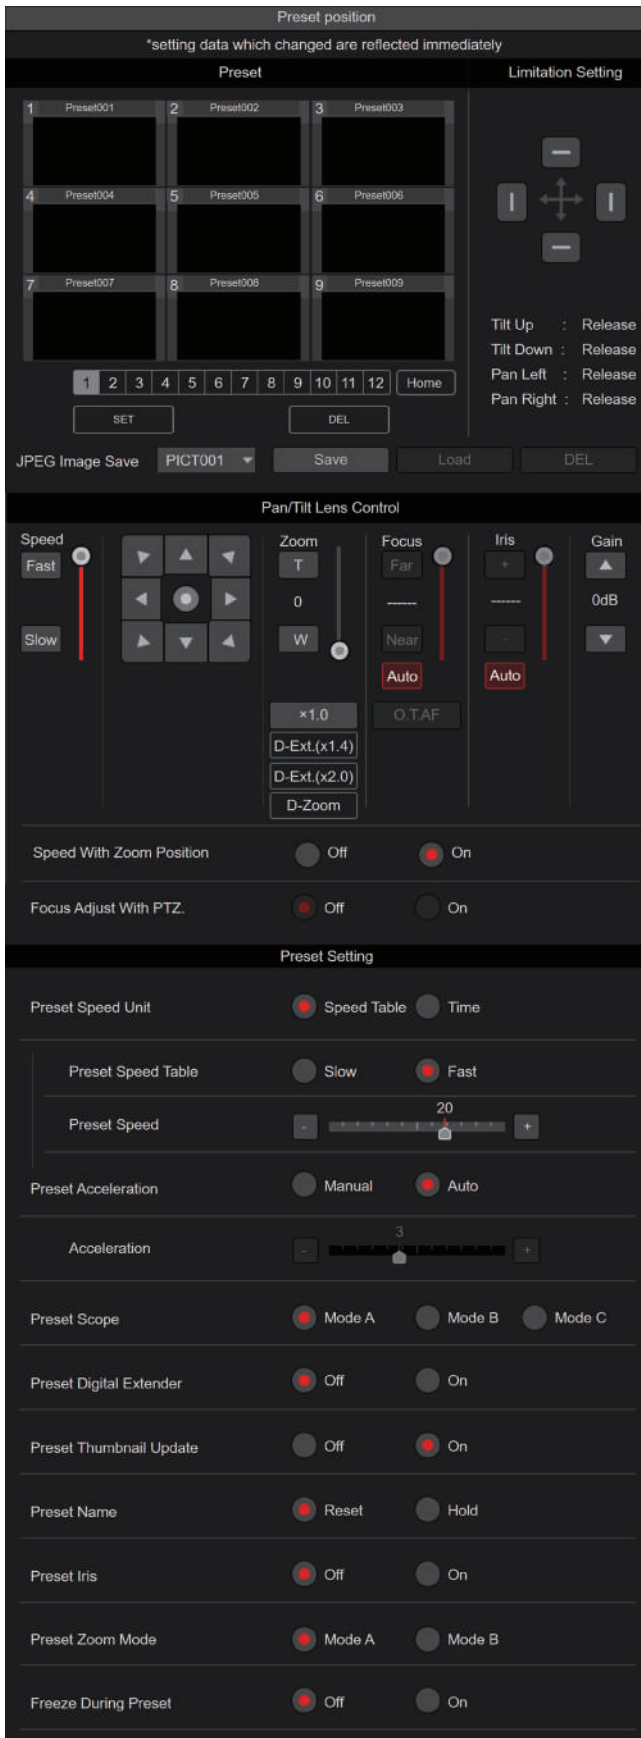 Preset position
*setting data which changed are reflected immediately
Preset
Limitation Setting
1 Preset001 2 Preset002 3 Preset003
4 Preset004 5 Preset005 6 Preset006
7 Preset007 8 Preset008 9 Preset009
Tilt Up : Release
Tilt Down : Release
Pan Left : Release
Pan Right : Release
1 2 3 4 5 6 7 8 9 10 11 12 Home
SET DEL
JPEG Image Save PICT001 Save Load DEL
Pan/Tilt Lens Control
Speed Zoom Focus Iris Gain
Fast T Far +
0 ------ ------ 0dB
Slow W Near -
Auto Auto
×1.0 O.T.AF
D-Ext.(x1.4)
D-Ext.(x2.0)
D-Zoom
Speed With Zoom Position Off On
Focus Adjust With PTZ. Off On
Preset Setting
Preset Speed Unit Speed Table Time
Preset Speed Table Slow Fast
20
Preset Speed - +
Preset Acceleration Manual Auto
3
Acceleration - +
Preset Scope Mode A Mode B Mode C
Preset Digital Extender Off On
Preset Thumbnail Update Off On
Preset Name Reset Hold
Preset Iris Off On
Preset Zoom Mode Mode A Mode B
Freeze During Preset Off On